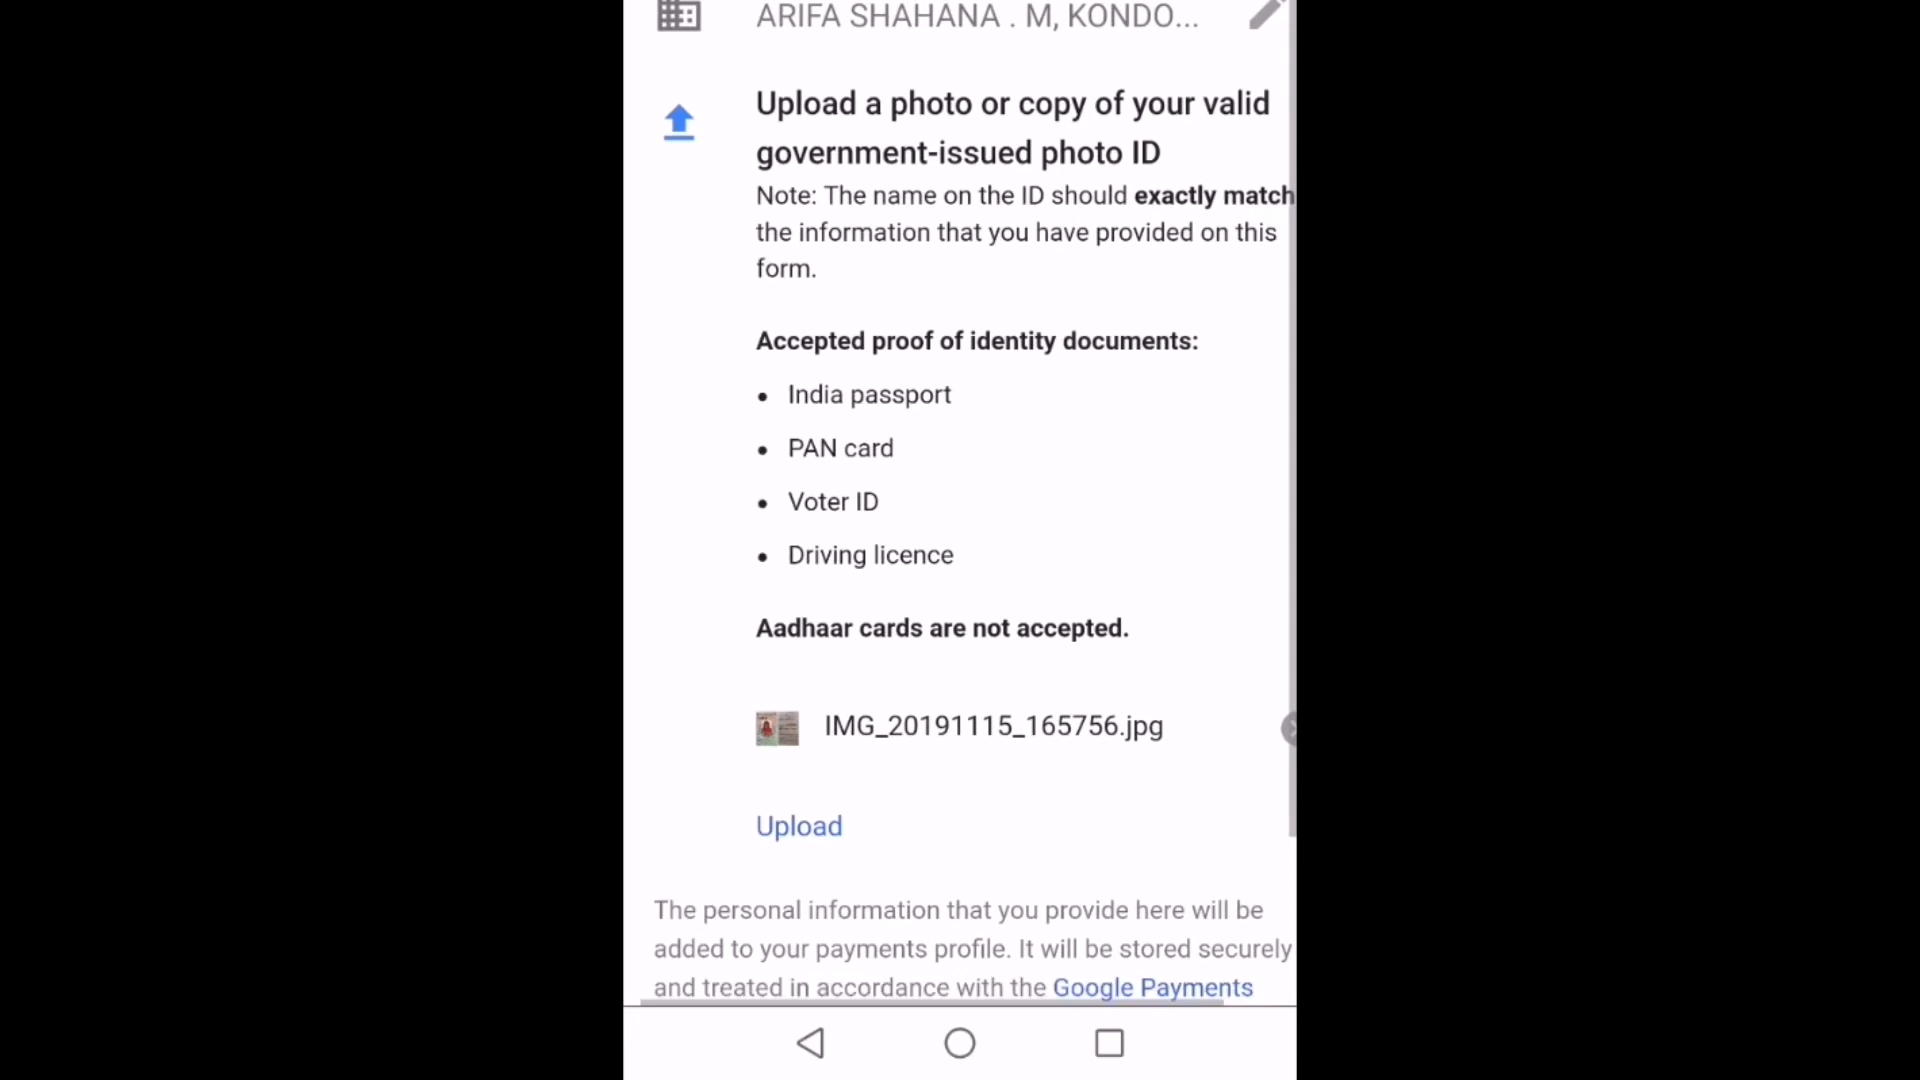 ARIFA SHAHANA . M, KONDO...
Upload a photo or copy of your valid
government-issued photo ID
Note: The name on the ID should exactly match
the information that you have provided on this
form.
Accepted proof of identity documents:
• India passport
• PAN card
• Voter ID
• Driving licence
Aadhaar cards are not accepted.
IMG_20191115_165756.jpg
Upload
The personal information that you provide here will be
added to your payments profile. It will be stored securely
and treated in accordance with the Google Payments